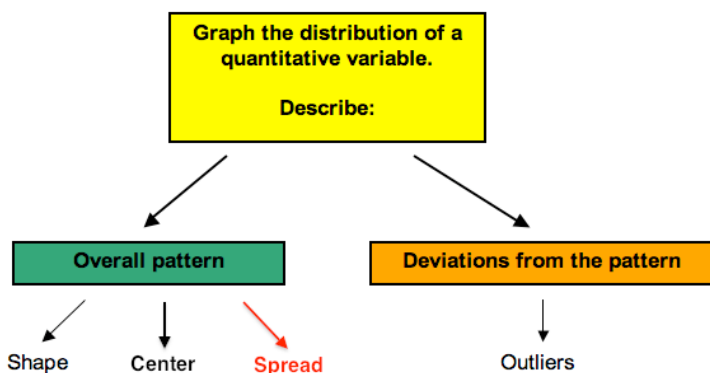 Graph the distribution of a
quantitative variable.
Describe:
Overall pattern
Deviations from the pattern
Shape
Center
Spread
Outliers